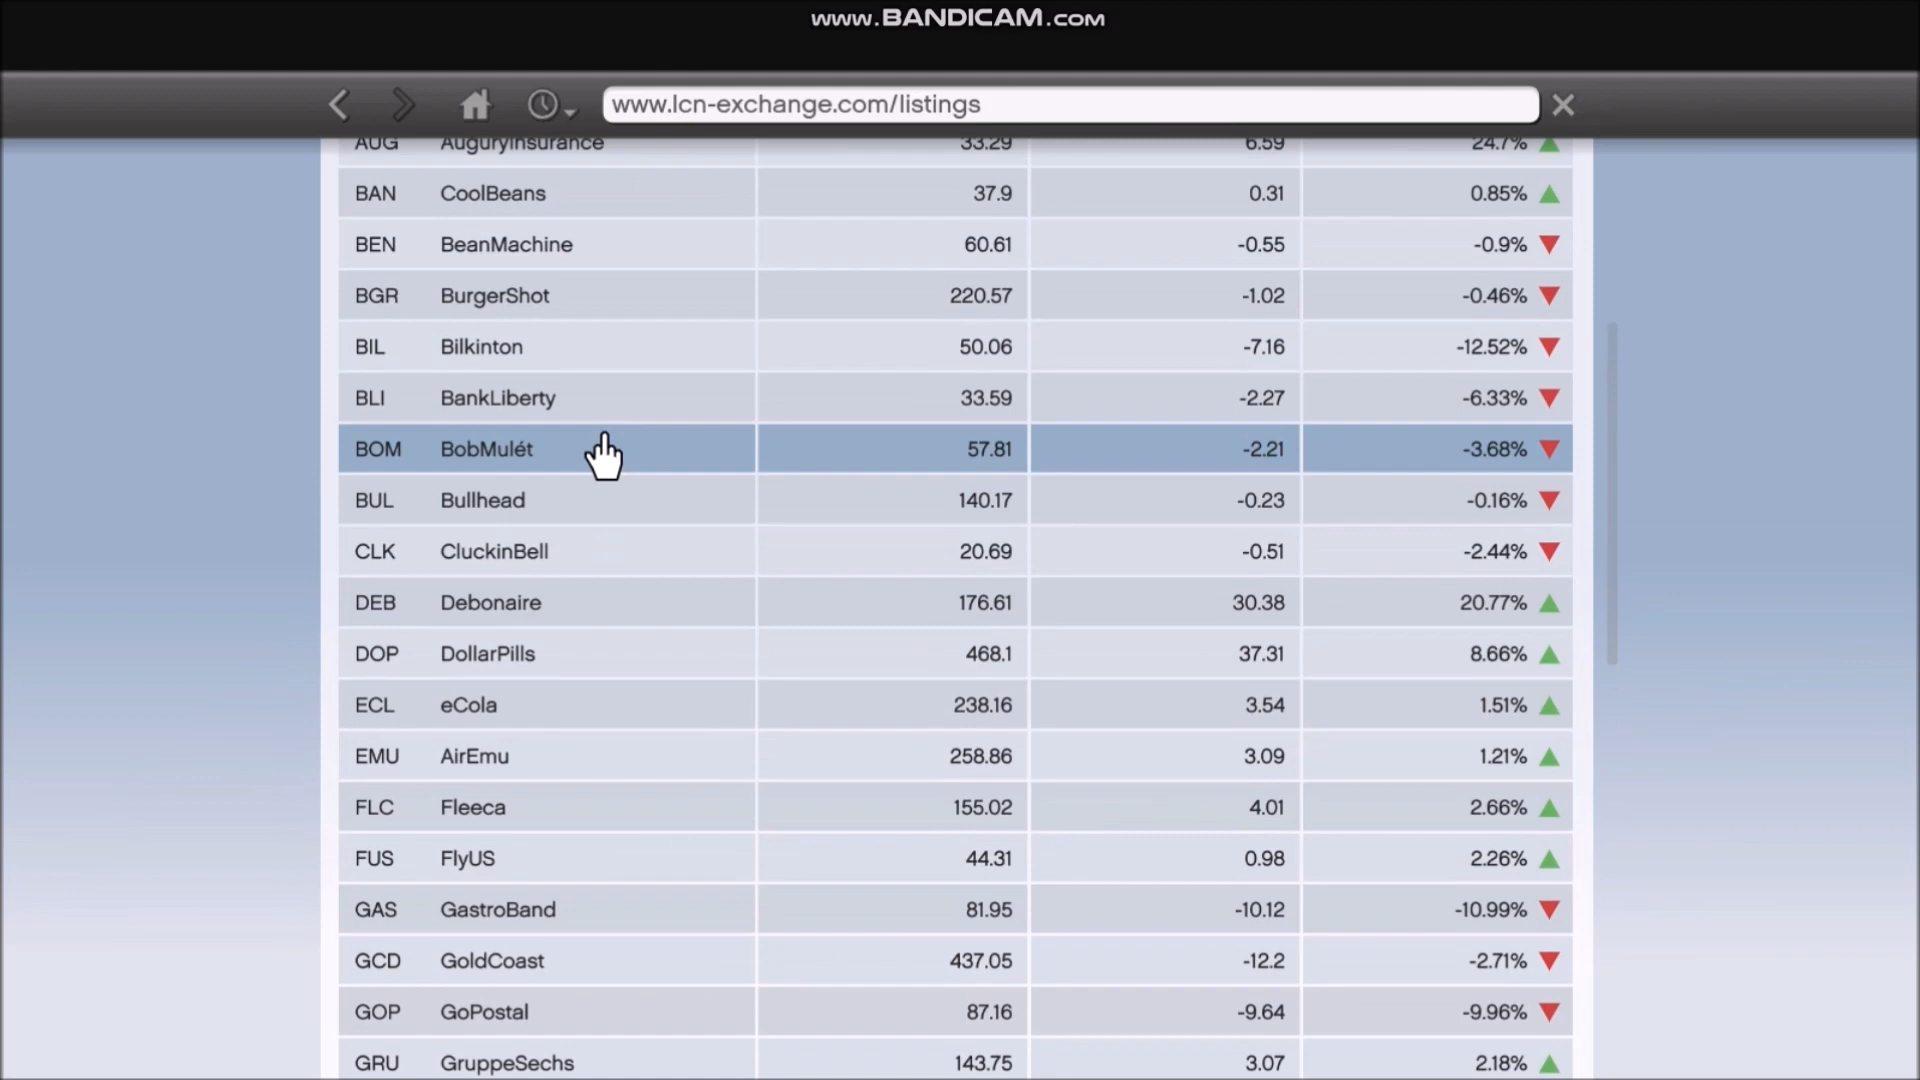 www.BANDICAM.com
www.lcn-exchange.com/listings
AUG AuguryInsurance 33.29 6.59 24.7%
BAN CoolBeans 37.9 0.31 0.85%
BEN BeanMachine 60.61 -0.55 -0.9%
BGR BurgerShot 220.57 -1.02 -0.46%
BIL Bilkinton 50.06 -7.16 -12.52%
BLI BankLiberty 33.59 -2.27 -6.33%
BOM BobMulét 57.81 -2.21 -3.68%
BUL Bullhead 140.17 -0.23 -0.16%
CLK CluckinBell 20.69 -0.51 -2.44%
DEB Debonaire 176.61 30.38 20.77%
DOP DollarPills 468.1 37.31 8.66%
ECL eCola 238.16 3.54 1.51%
EMU AirEmu 258.86 3.09 1.21%
FLC Fleeca 155.02 4.01 2.66%
FUS FlyUS 44.31 0.98 2.26%
GAS GastroBand 81.95 -10.12 -10.99%
GCD GoldCoast 437.05 -12.2 -2.71%
GOP GoPostal 87.16 -9.64 -9.96%
GRU GruppeSechs 143.75 3.07 2.18%